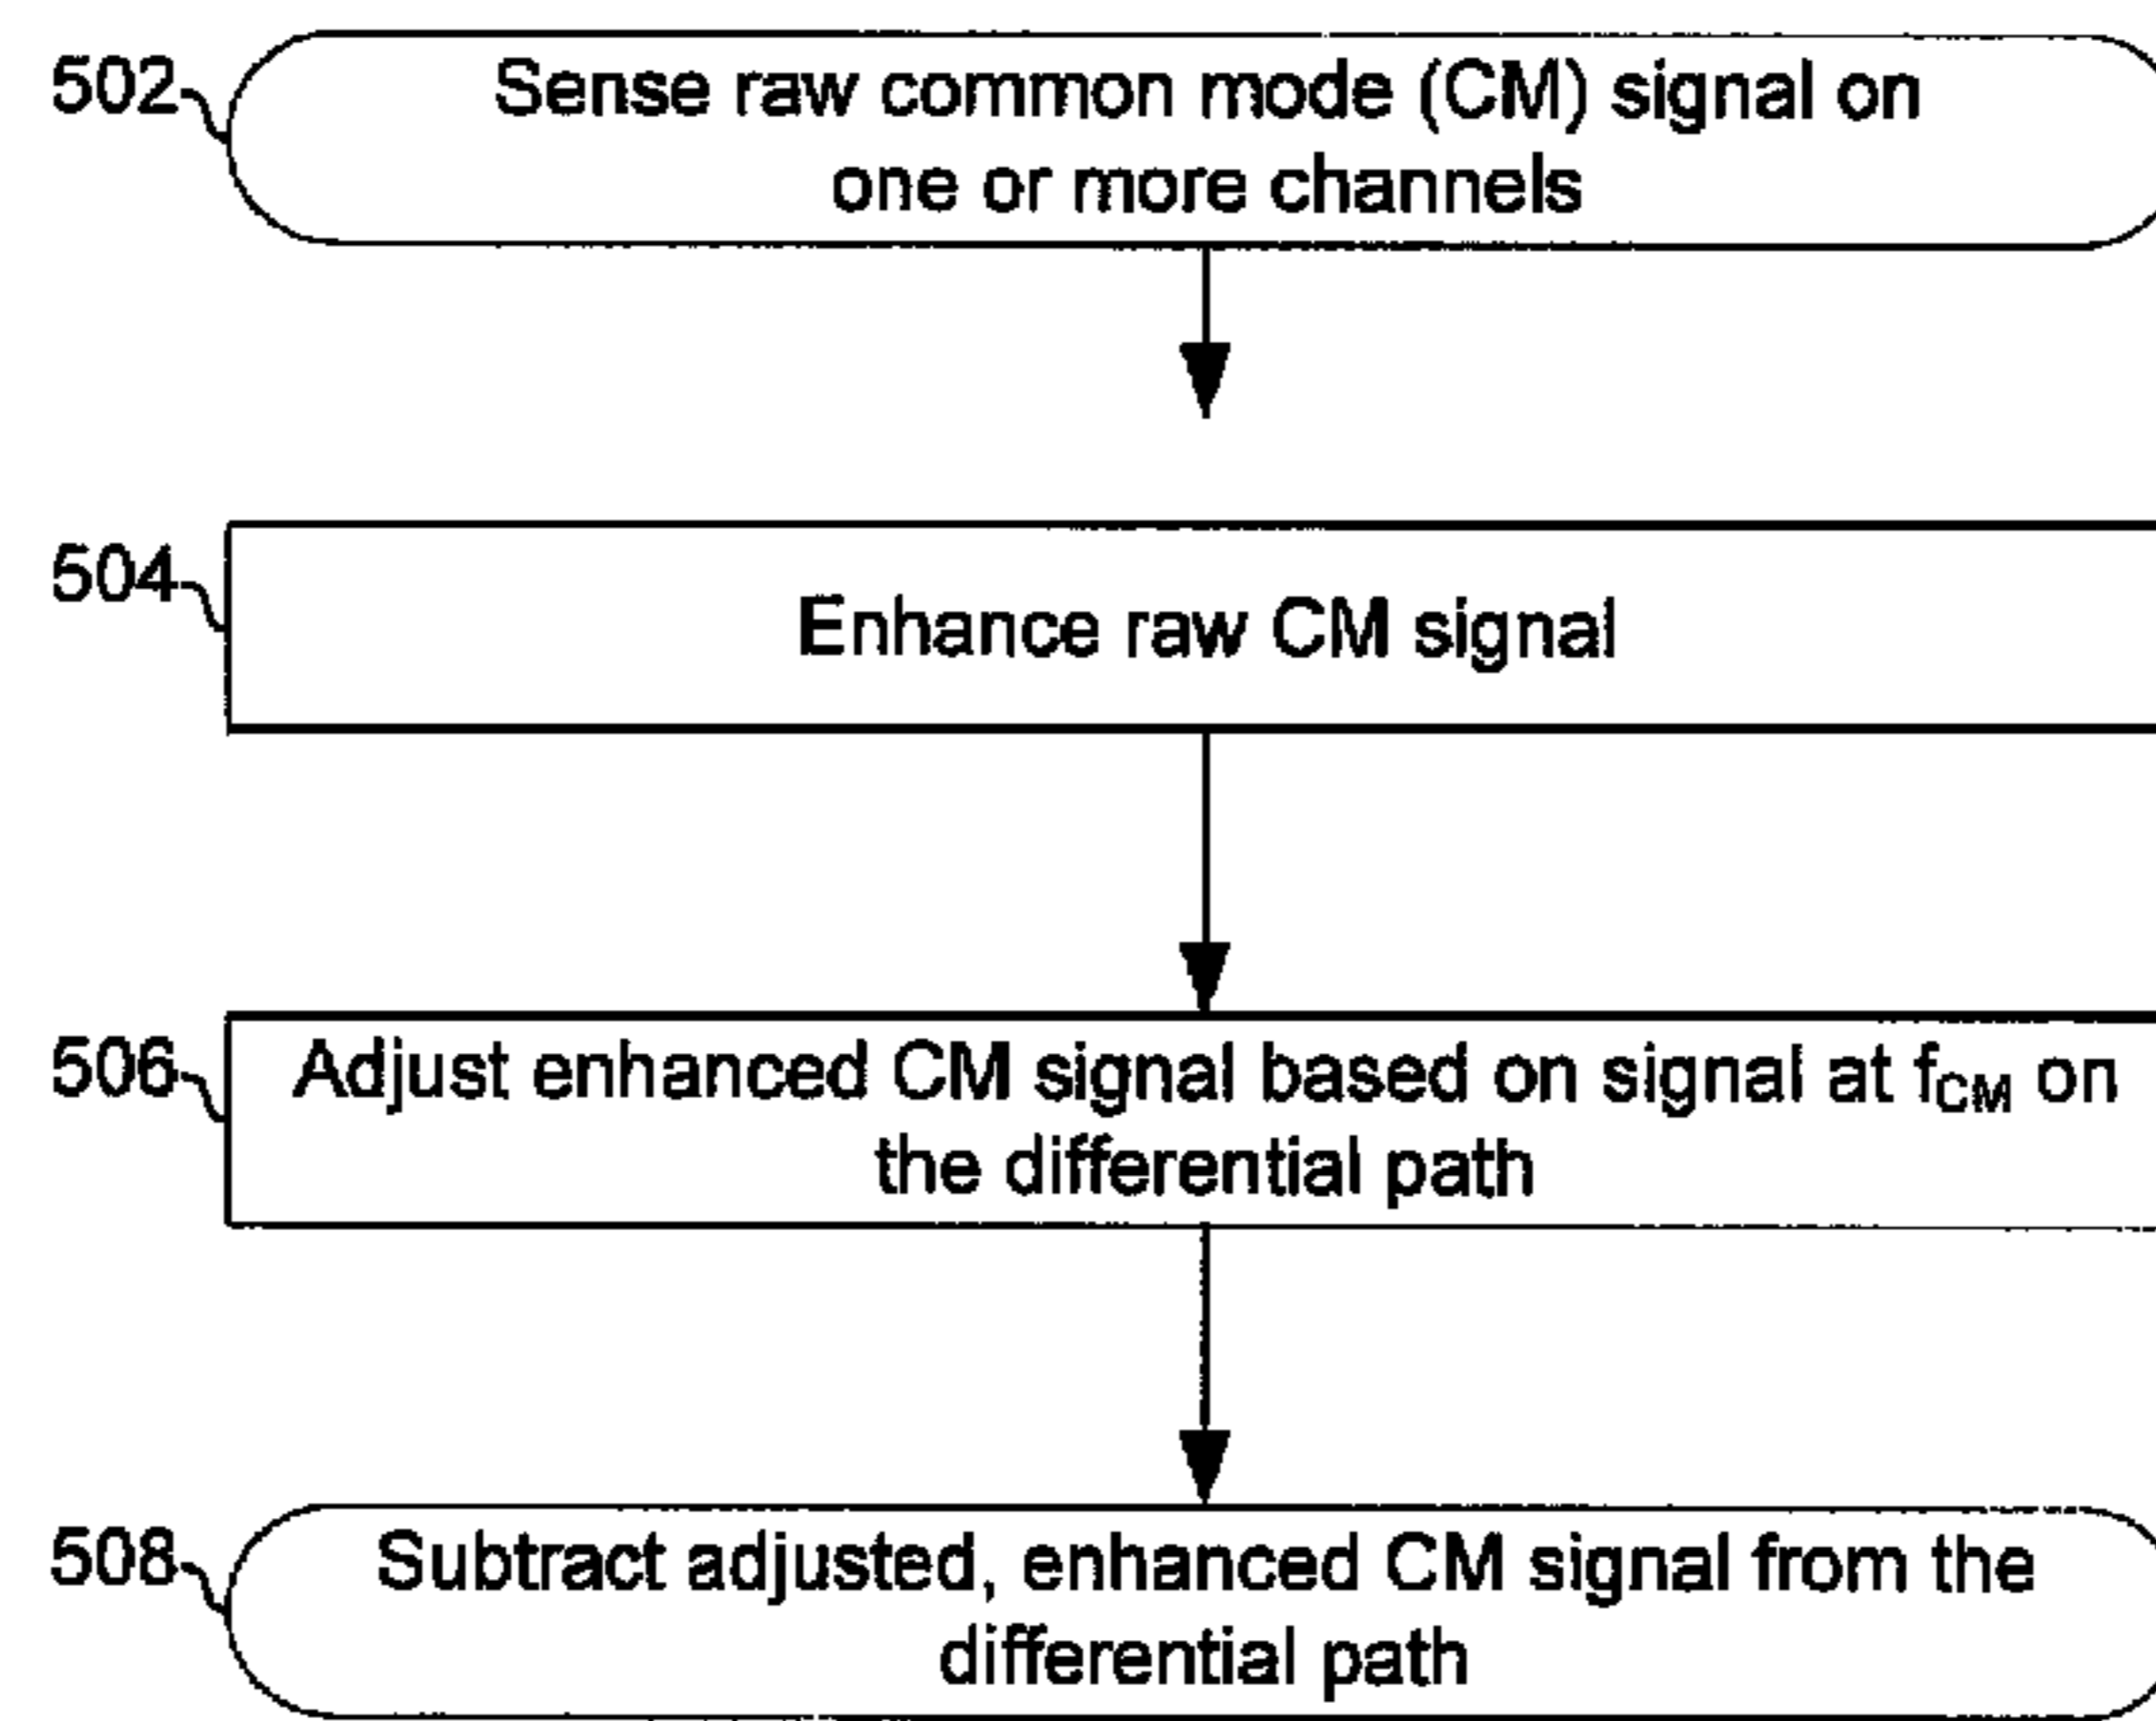 502
Sense raw common mode (CM) signal on
one or more channels
504
Enhance raw CM signal
506
Adjust enhanced CM signal based on signal at fCM on
the differential path
508
Subtract adjusted, enhanced CM signal from the
differential path